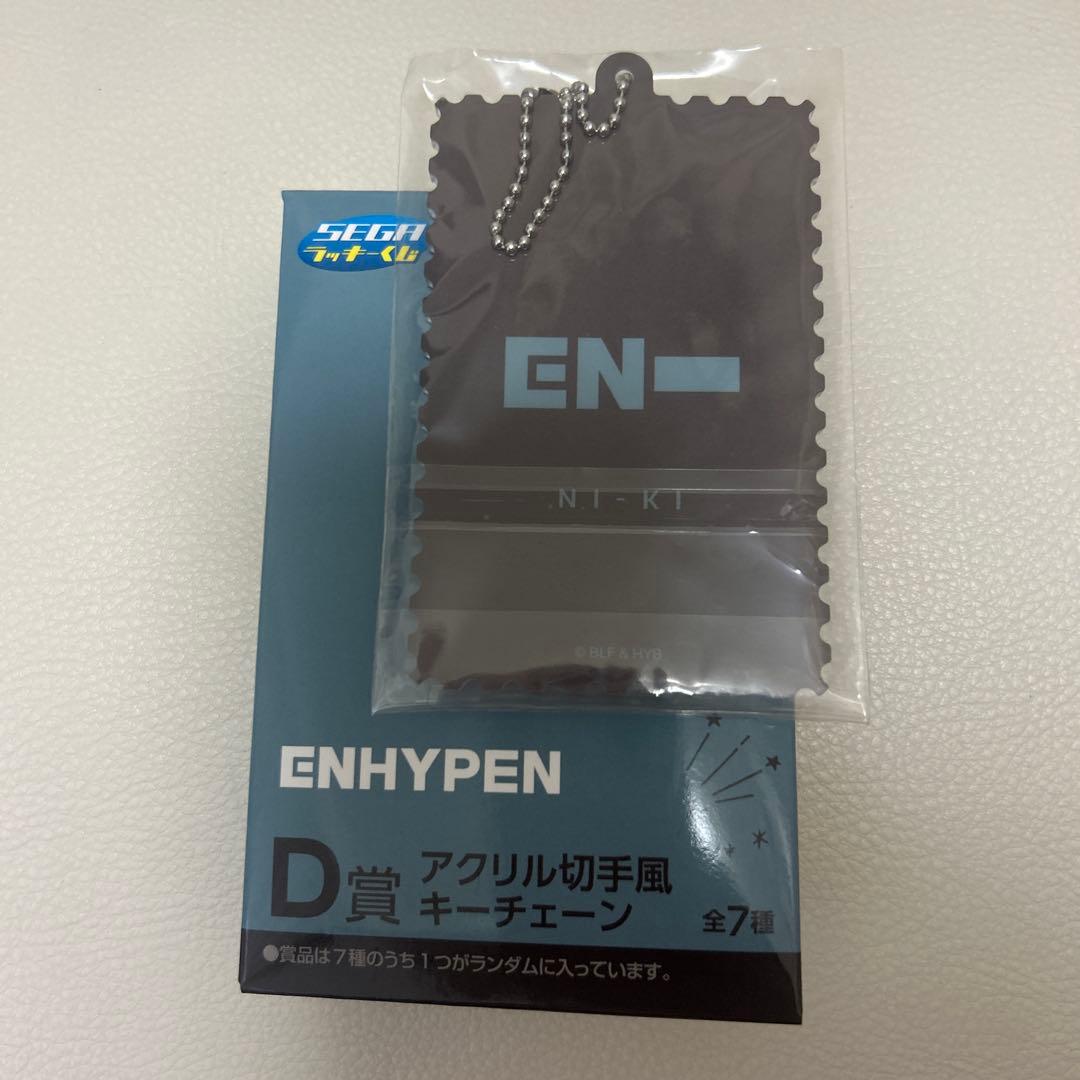 SEGA
ラッキーくじ
EN-
NI-KI
© BLF & HYB
ENHYPEN
D賞 アクリル切手風
キーチェーン
全7種
●賞品は7種のうち1つがランダムに入っています。